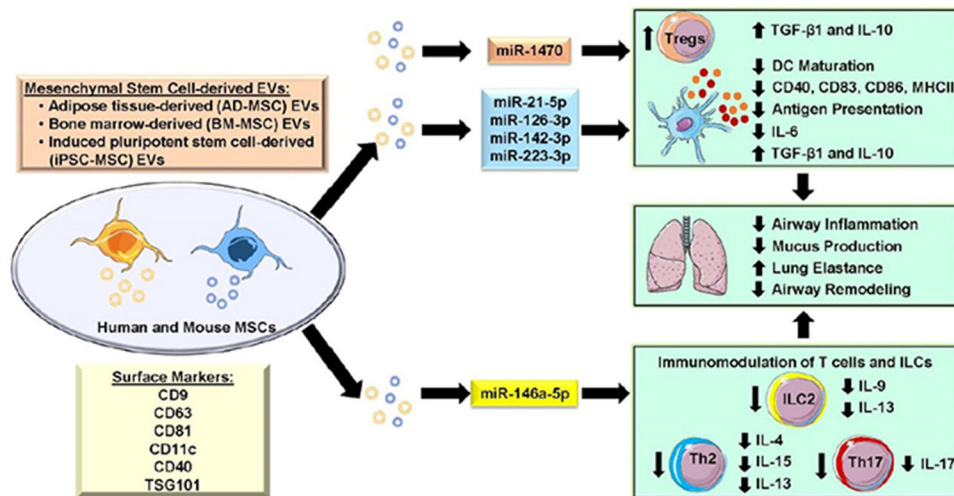 Mesenchymal Stem Cell-derived EVs:
• Adipose tissue-derived (AD-MSC) EVs
• Bone marrow-derived (BM-MSC) EVs
• Induced pluripotent stem cell-derived
(iPSC-MSC) EVs
Human and Mouse MSCs
Surface Markers:
CD9
CD63
CD81
CD11c
CD40
TSG101
miR-1470
miR-21-5p
miR-126-3p
miR-142-3p
miR-223-3p
miR-146a-5p
Tregs
TGF-β1 and IL-10
DC Maturation
CD40, CD83, CD86, MHCII
Antigen Presentation
IL-6
TGF-β1 and IL-10
Airway Inflammation
Mucus Production
Lung Elastance
Airway Remodeling
Immunomodulation of T cells and ILCs
ILC2
IL-9
IL-13
Th2
IL-4
IL-15
IL-13
Th17
IL-17